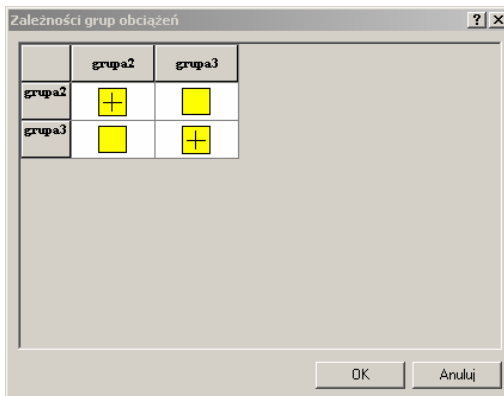 Zależności grup obciążeń
grupa2 grupa3
grupa2
grupa3
OK Anuluj